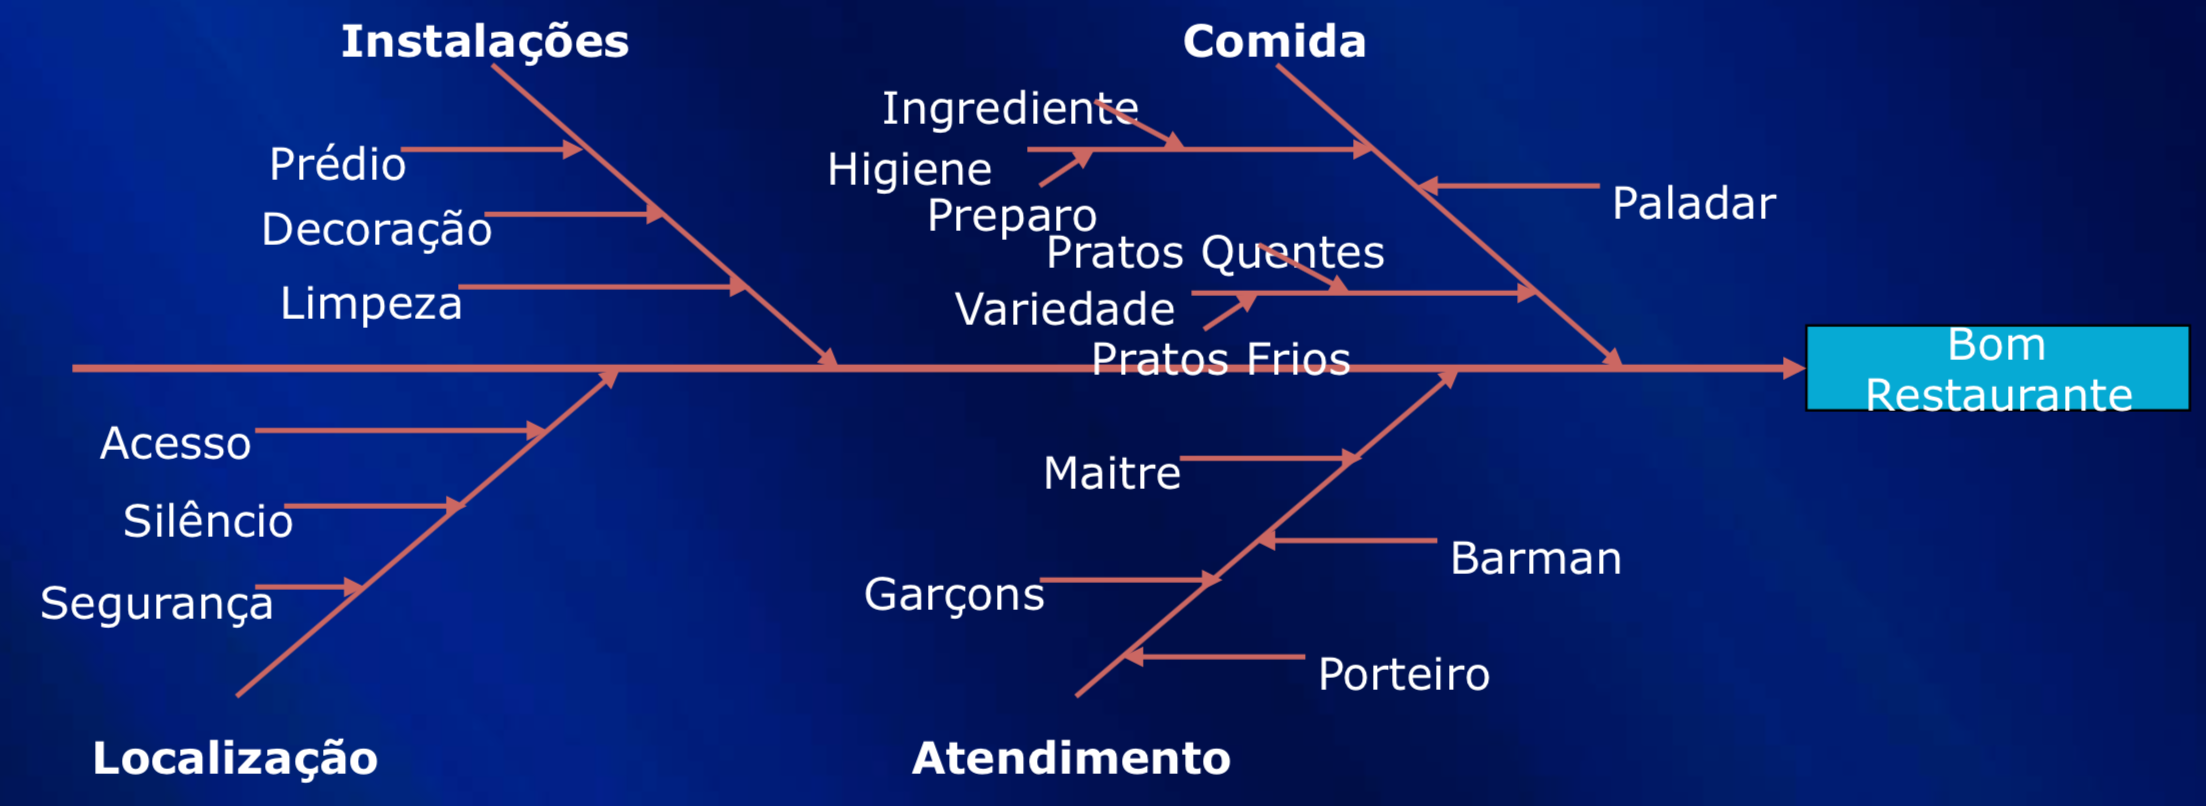 Instalações
Comida
Ingrediente
Prédio
Higiene
Paladar
Preparo
Decoração
Pratos Quentes
Limpeza
Variedade
Pratos Frios
Bom
Restaurante
Acesso
Maitre
Silêncio
Barman
Segurança
Garçons
Porteiro
Localização
Atendimento